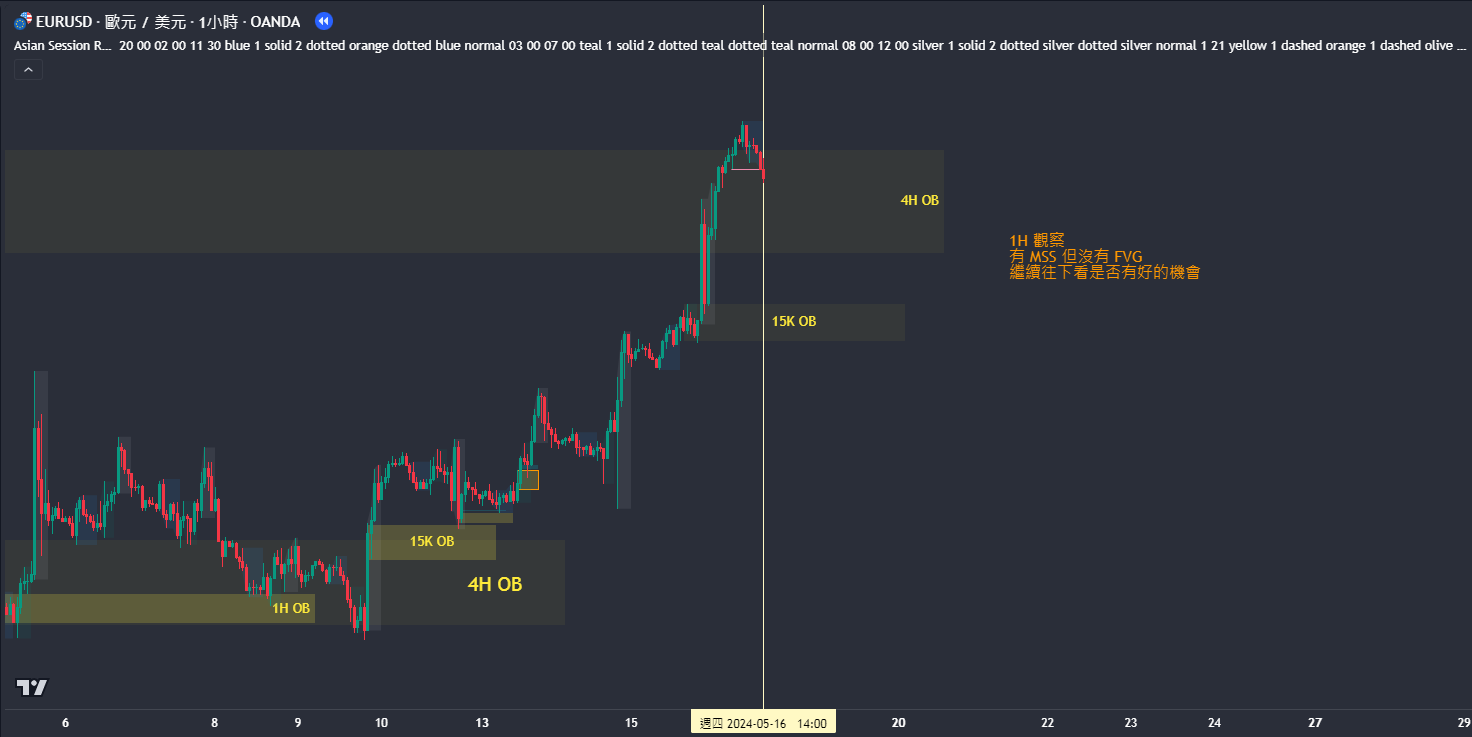 EURUSD · 歐元 / 美元 · 1小時 · OANDA
Asian Session R... 20 00 02 00 11 30 blue 1 solid 2 dotted orange dotted blue normal 03 00 07 00 teal 1 solid 2 dotted teal dotted teal normal 08 00 12 00 silver 1 solid 2 dotted silver dotted silver normal 1 21 yellow 1 dashed orange 1 dashed olive ...
4H OB
1H 觀察
有 MSS 但沒有 FVG
繼續往下看是否有好的機會
15K OB
15K OB
4H OB
1H OB
6 8 9 10 13 15 週四 2024-05-16 14:00 20 22 23 24 27 29